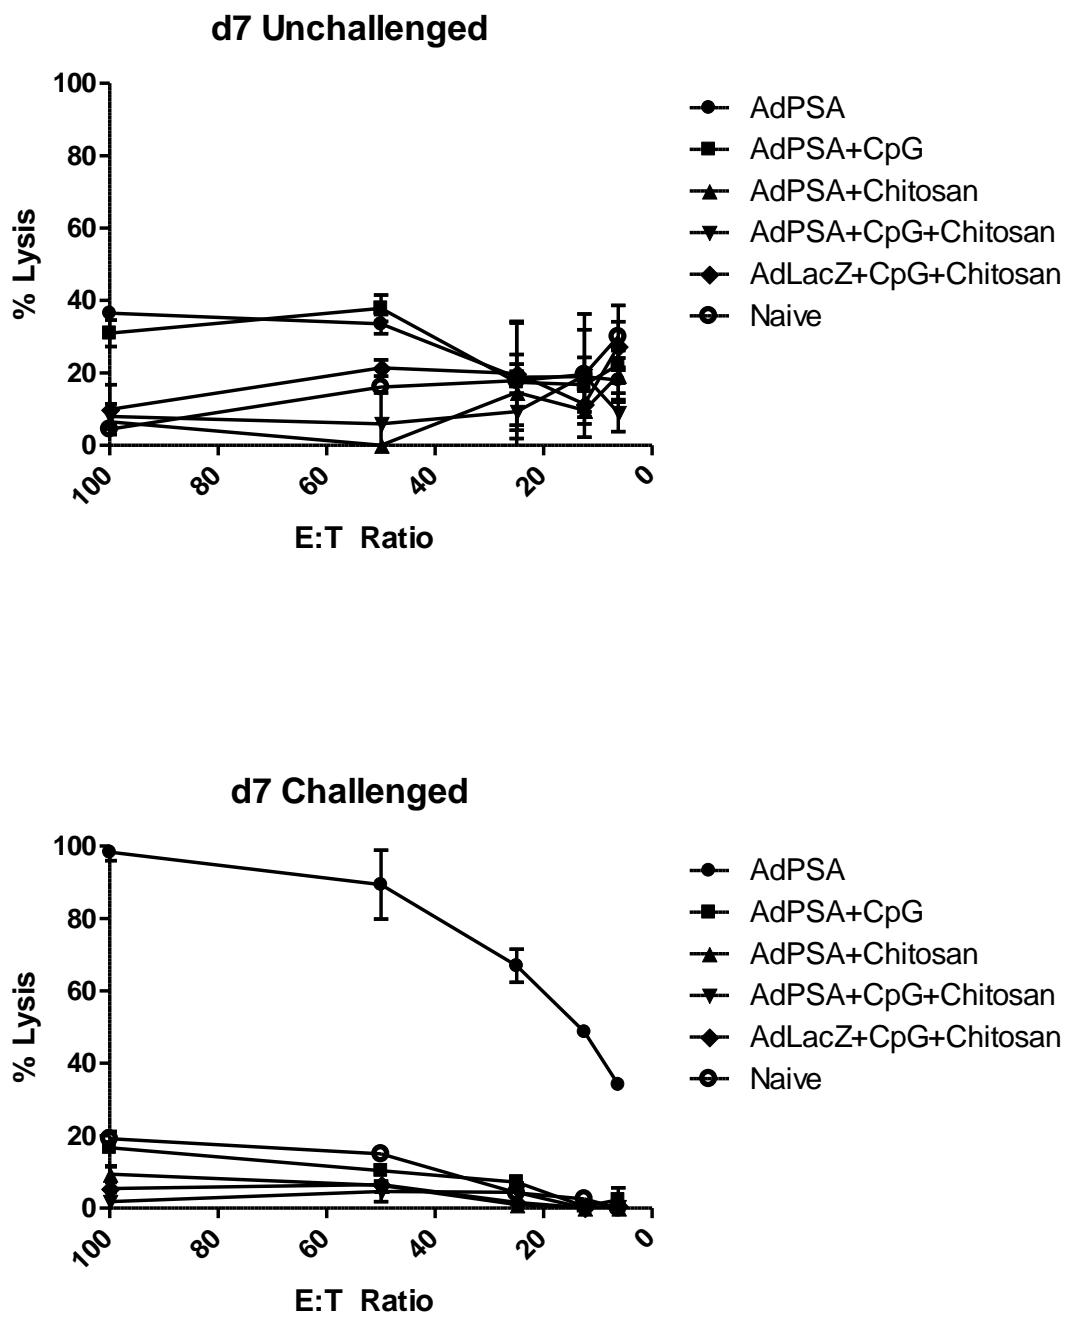 d7 Unchallenged
100
80
60
40
20
0
% Lysis
100
80
60
40
20
0
E:T Ratio
AdPSA
AdPSA+CpG
AdPSA+Chitosan
AdPSA+CpG+Chitosan
AdLacZ+CpG+Chitosan
Naive
d7 Challenged
100
80
60
40
20
0
% Lysis
100
80
60
40
20
0
E:T Ratio
AdPSA
AdPSA+CpG
AdPSA+Chitosan
AdPSA+CpG+Chitosan
AdLacZ+CpG+Chitosan
Naive